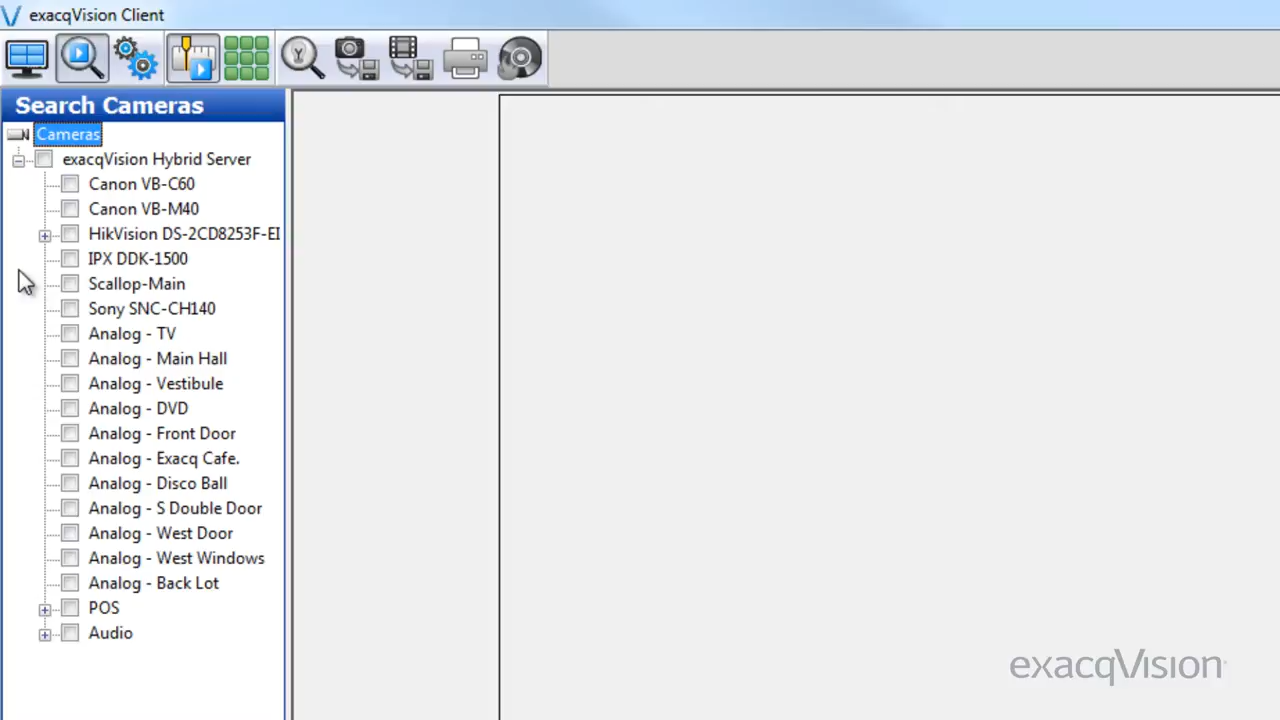 exacqVision Client
Search Cameras
Cameras
exacqVision Hybrid Server
Canon VB-C60
Canon VB-M40
HikVision DS-2CD8253F-EI
IPX DDK-1500
Scallop-Main
Sony SNC-CH140
Analog - TV
Analog - Main Hall
Analog - Vestibule
Analog - DVD
Analog - Front Door
Analog - Exacq Cafe.
Analog - Disco Ball
Analog - S Double Door
Analog - West Door
Analog - West Windows
Analog - Back Lot
POS
Audio
exacqVision